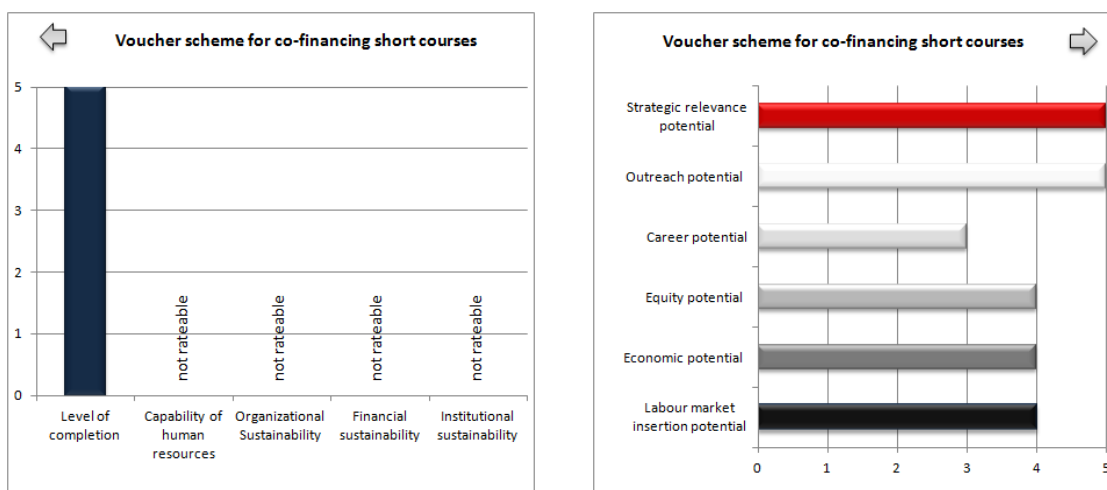 Voucher scheme for co-financing short courses
5
4
3
2
1
0
not rateable
not rateable
not rateable
not rateable
Level of
completion
Capability of
human
resources
Organizational
Sustainability
Financial
sustainability
Institutional
sustainability
Voucher scheme for co-financing short courses
Strategic relevance
potential
Outreach potential
Career potential
Equity potential
Economic potential
Labour market
insertion potential
0 1 2 3 4 5